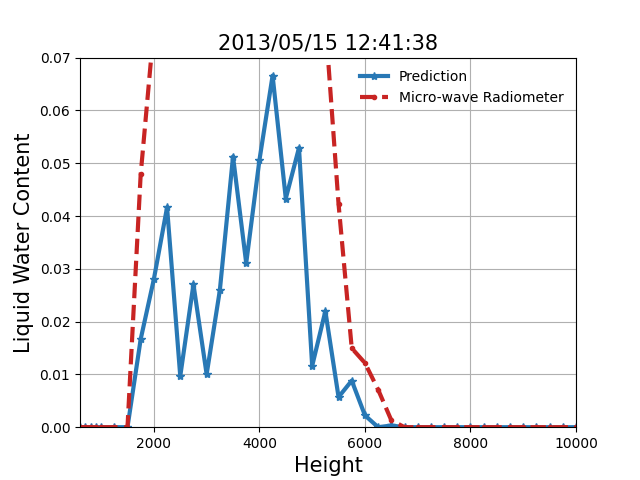 2013/05/15 12:41:38
Prediction
Micro-wave Radiometer
Liquid Water Content
0.07
0.06
0.05
0.04
0.03
0.02
0.01
0.00
2000 4000 6000 8000 10000
Height